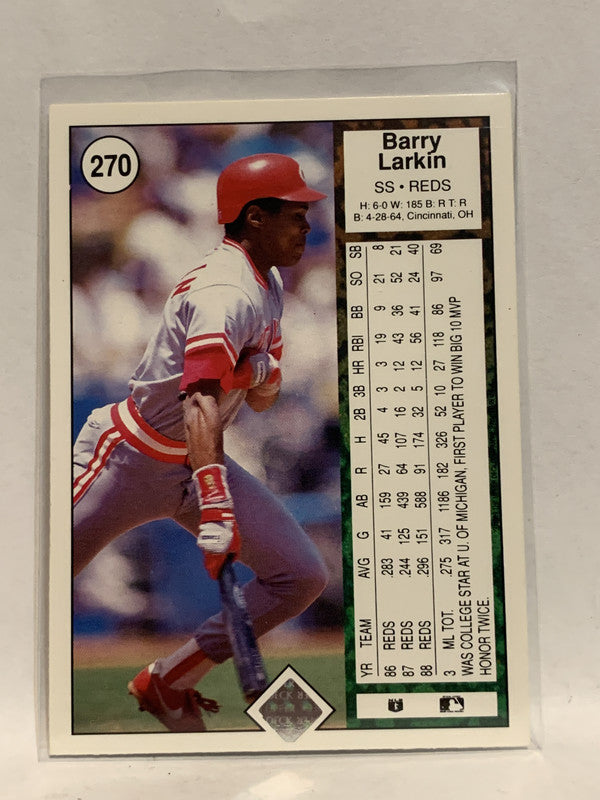 270
Barry
Larkin
SS • REDS
H: 6-0 W: 185 B: R T: R
B: 4-28-64, Cincinnati, OH
YR TEAM AVG G AB R H 2B 3B HR RBI BB SO SB
86 REDS .283 41 159 27 45 4 3 3 19 9 21 8
87 REDS .244 125 439 64 107 16 2 12 43 36 52 21
88 REDS .296 151 588 91 174 32 5 12 56 41 24 40
3 ML TOT. .275 317 1186 182 326 52 10 27 118 86 97 69
WAS COLLEGE STAR AT U. OF MICHIGAN, FIRST PLAYER TO WIN BIG 10 MVP
HONOR TWICE.